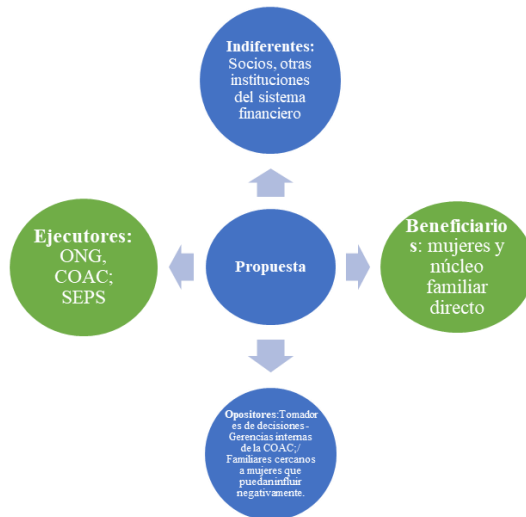 Indiferentes:
Socios, otras
instituciones
del sistema
financiero
Ejecutores:
ONG,
COAC;
SEPS
Propuesta
Beneficiario
s: mujeres y
núcleo
familiar
directo
Opositores:Tomador
es de decisiones-
Gerencias internas
de la COAC;/
Familiares cercanos
a mujeres que
puedaninfluir
negativamente.